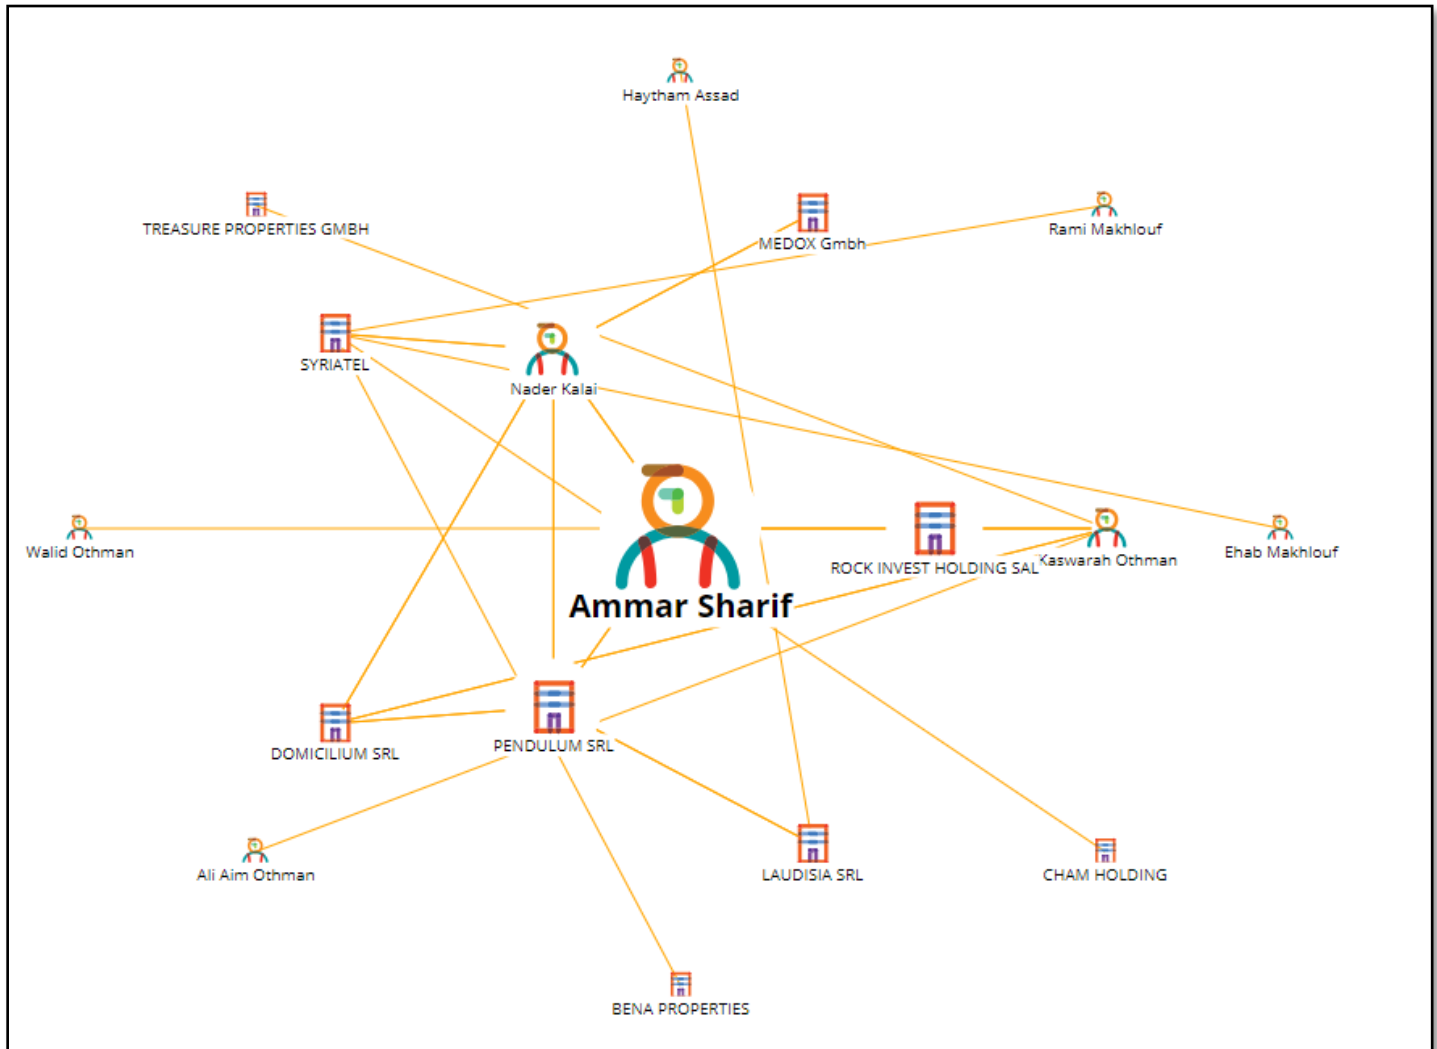 Haytham Assad
TREASURE PROPERTIES GMBH
MEDOX Gmbh
Rami Makhlouf
SYRIATEL
Nader Kalai
Walid Othman
Ammar Sharif
ROCK INVEST HOLDING SAL
Kaswarah Othman
Ehab Makhlouf
DOMICILIUM SRL
PENDULUM SRL
Ali Aim Othman
LAUDISIA SRL
CHAM HOLDING
BENA PROPERTIES